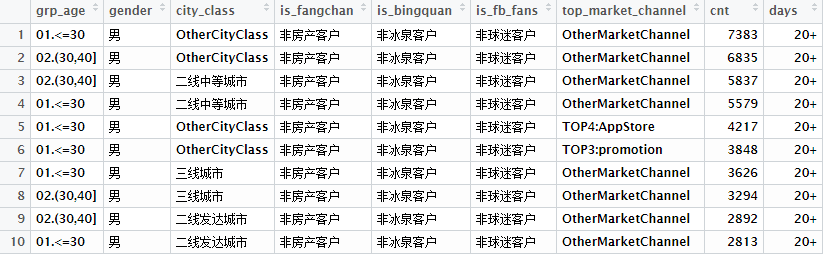 grp_age gender city_class is_fangchan is_bingquan is_fb_fans top_market_channel cnt days
1 01.<=30 男 OtherCityClass 非房产客户 非冰泉客户 非球迷客户 OtherMarketChannel 7383 20+
2 02.(30,40] 男 OtherCityClass 非房产客户 非冰泉客户 非球迷客户 OtherMarketChannel 6835 20+
3 02.(30,40] 男 二线中等城市 非房产客户 非冰泉客户 非球迷客户 OtherMarketChannel 5837 20+
4 01.<=30 男 二线中等城市 非房产客户 非冰泉客户 非球迷客户 OtherMarketChannel 5579 20+
5 01.<=30 男 OtherCityClass 非房产客户 非冰泉客户 非球迷客户 TOP4:AppStore 4217 20+
6 01.<=30 男 OtherCityClass 非房产客户 非冰泉客户 非球迷客户 TOP3:promotion 3848 20+
7 01.<=30 男 三线城市 非房产客户 非冰泉客户 非球迷客户 OtherMarketChannel 3626 20+
8 02.(30,40] 男 三线城市 非房产客户 非冰泉客户 非球迷客户 OtherMarketChannel 3294 20+
9 02.(30,40] 男 二线发达城市 非房产客户 非冰泉客户 非球迷客户 OtherMarketChannel 2892 20+
10 01.<=30 男 二线发达城市 非房产客户 非冰泉客户 非球迷客户 OtherMarketChannel 2813 20+